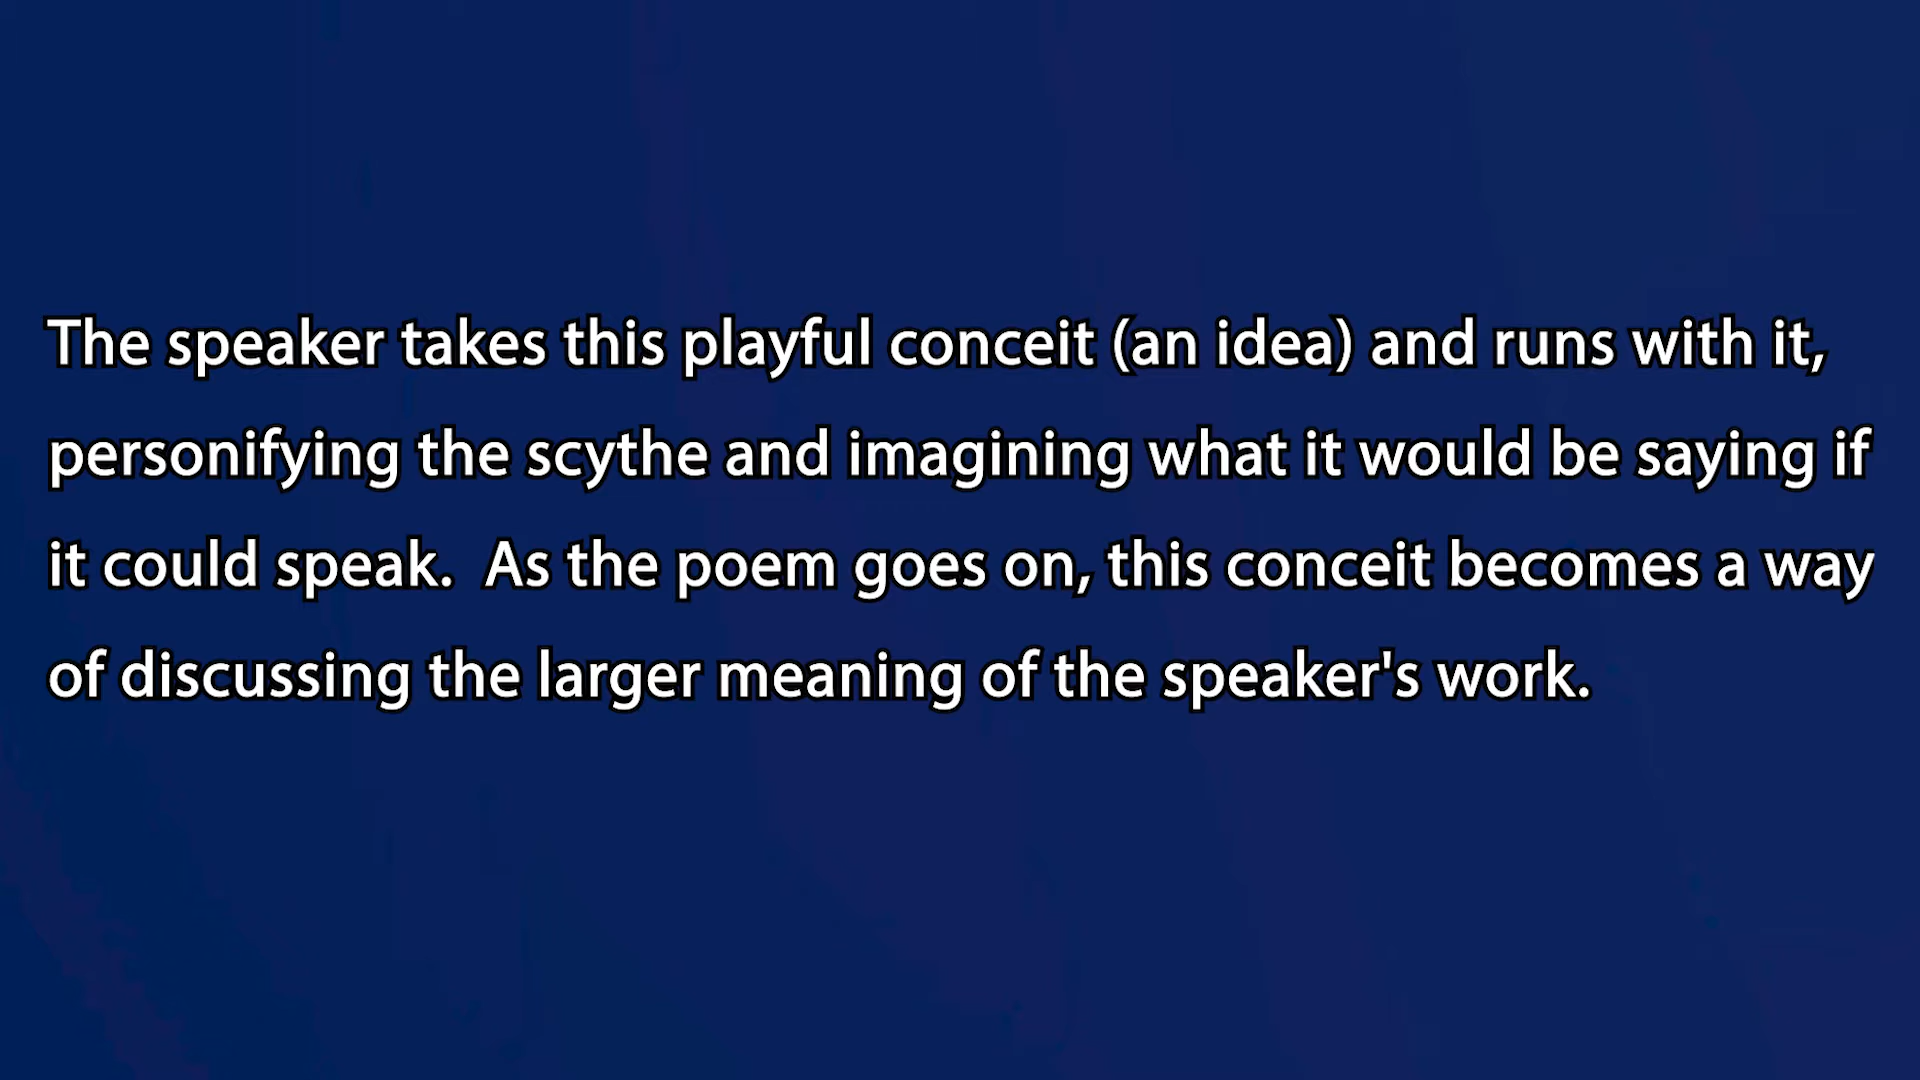 The speaker takes this playful conceit (an idea) and runs with it,
personifying the scythe and imagining what it would be saying if
it could speak.  As the poem goes on, this conceit becomes a way
of discussing the larger meaning of the speaker's work.